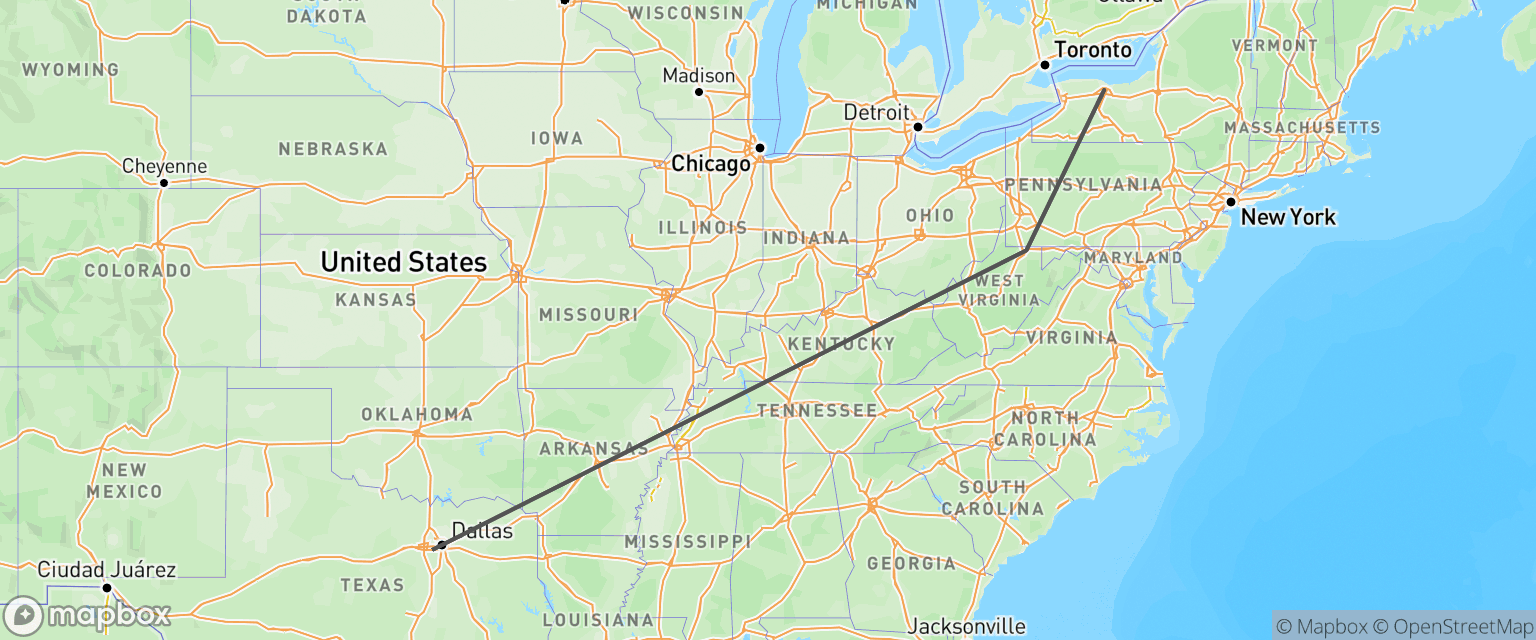 SOUTH
DAKOTA
WISCONSIN
MICHIGAN
Ottawa
Toronto
VERMONT
WYOMING
Madison
Detroit
IOWA
MASSACHUSETTS
NEBRASKA
Cheyenne
Chicago
PENNSYLVANIA
New York
OHIO
ILLINOIS
INDIANA
United States
COLORADO
MARYLAND
KANSAS
WEST
VIRGINIA
MISSOURI
VIRGINIA
KENTUCKY
OKLAHOMA
TENNESSEE
NORTH
CAROLINA
ARKANSAS
NEW
MEXICO
SOUTH
CAROLINA
Dallas
MISSISSIPPI
GEORGIA
Ciudad Juárez
TEXAS
LOUISIANA
Jacksonville
mapbox
© Mapbox © OpenStreetMap